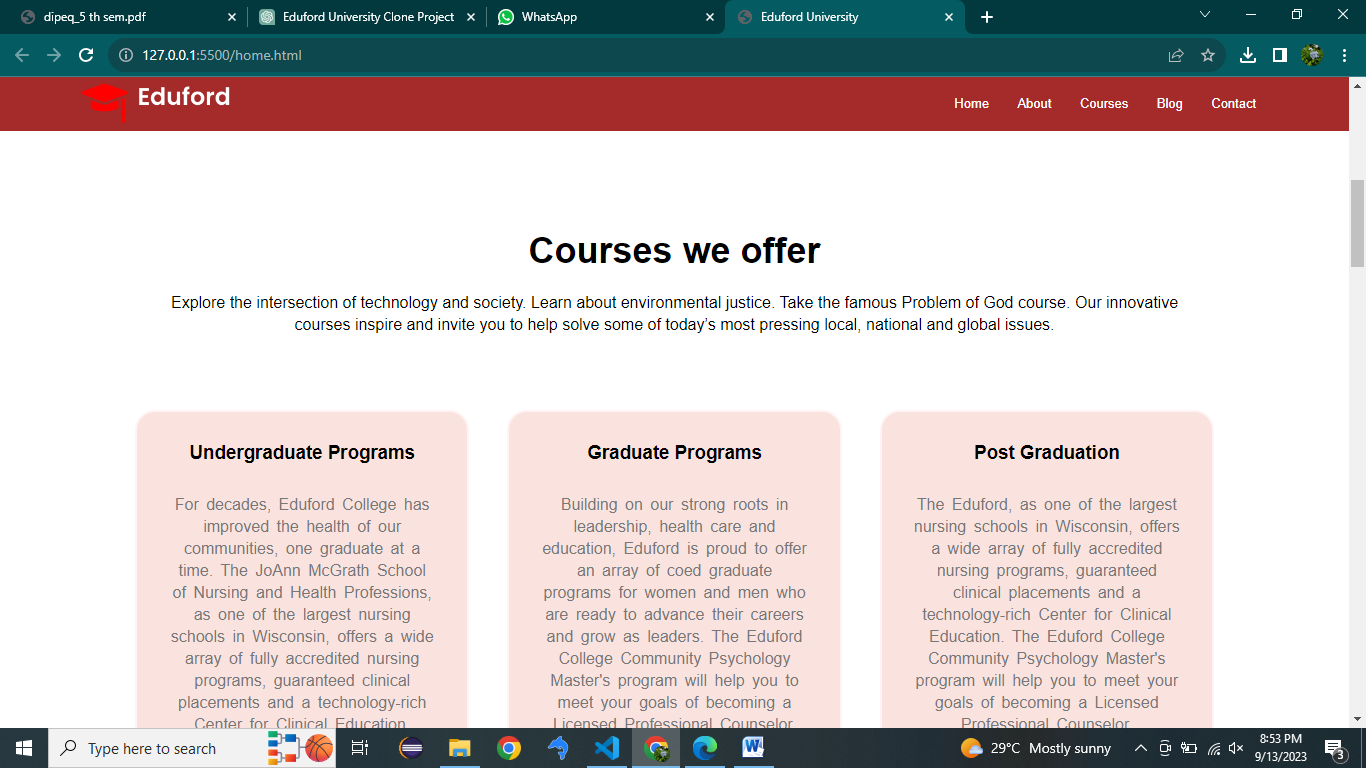 dipeq_5 th sem.pdf
Eduford University Clone Project
WhatsApp
Eduford University
127.0.0.1:5500/home.html
Eduford
Home About Courses Blog Contact
Courses we offer
Explore the intersection of technology and society. Learn about environmental justice. Take the famous Problem of God course. Our innovative
courses inspire and invite you to help solve some of today’s most pressing local, national and global issues.
Undergraduate Programs
For decades, Eduford College has
improved the health of our
communities, one graduate at a
time. The JoAnn McGrath School
of Nursing and Health Professions,
as one of the largest nursing
schools in Wisconsin, offers a wide
array of fully accredited nursing
programs, guaranteed clinical
placements and a technology-rich
Center for Clinical Education.
Graduate Programs
Building on our strong roots in
leadership, health care and
education, Eduford is proud to offer
an array of coed graduate
programs for women and men who
are ready to advance their careers
and grow as leaders. The Eduford
College Community Psychology
Master's program will help you to
meet your goals of becoming a
Licensed Professional Counselor
Post Graduation
The Eduford, as one of the largest
nursing schools in Wisconsin, offers
a wide array of fully accredited
nursing programs, guaranteed
clinical placements and a
technology-rich Center for Clinical
Education. The Eduford College
Community Psychology Master's
program will help you to meet your
goals of becoming a Licensed
Professional Counselor
Type here to search
29°C Mostly sunny
8:53 PM
9/13/2023
3